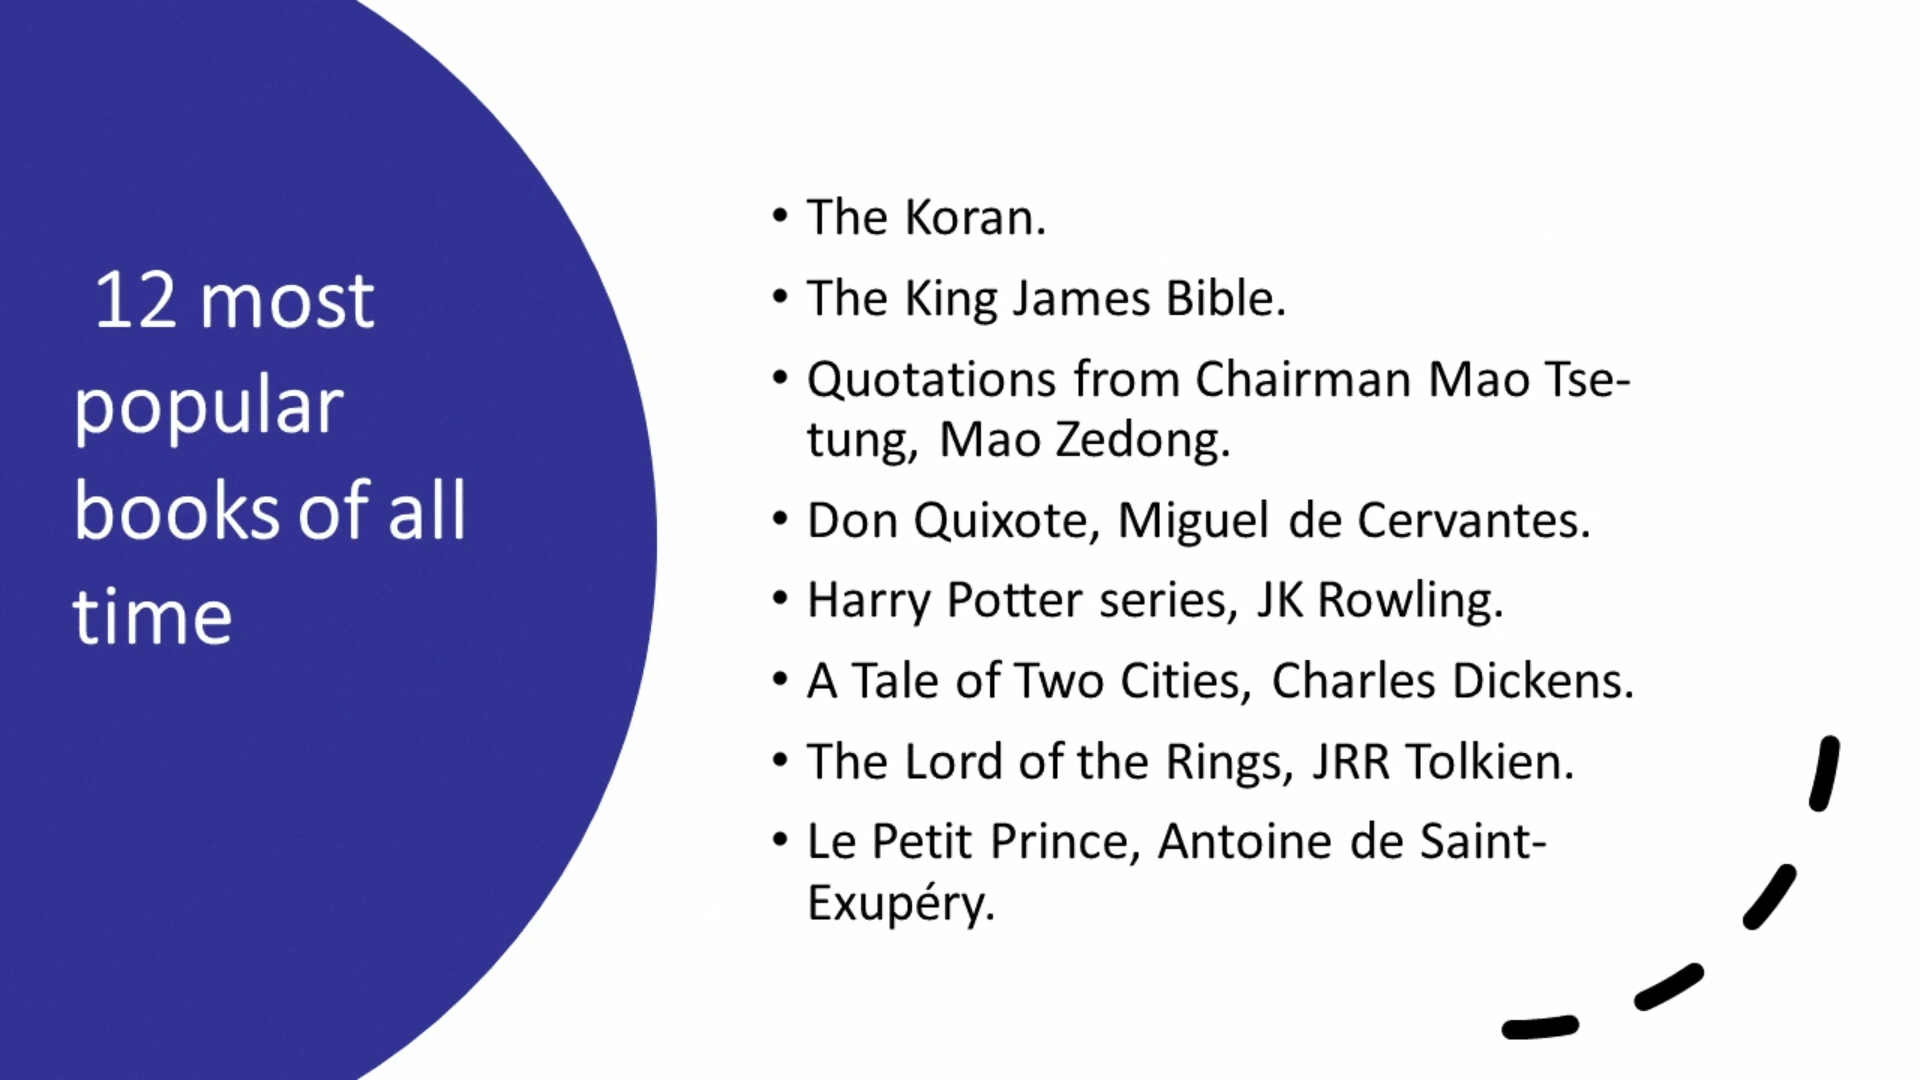 12 most
popular
books of all
time
• The Koran.
• The King James Bible.
• Quotations from Chairman Mao Tse-
tung, Mao Zedong.
• Don Quixote, Miguel de Cervantes.
• Harry Potter series, JK Rowling.
• A Tale of Two Cities, Charles Dickens.
• The Lord of the Rings, JRR Tolkien.
• Le Petit Prince, Antoine de Saint-
Exupéry.